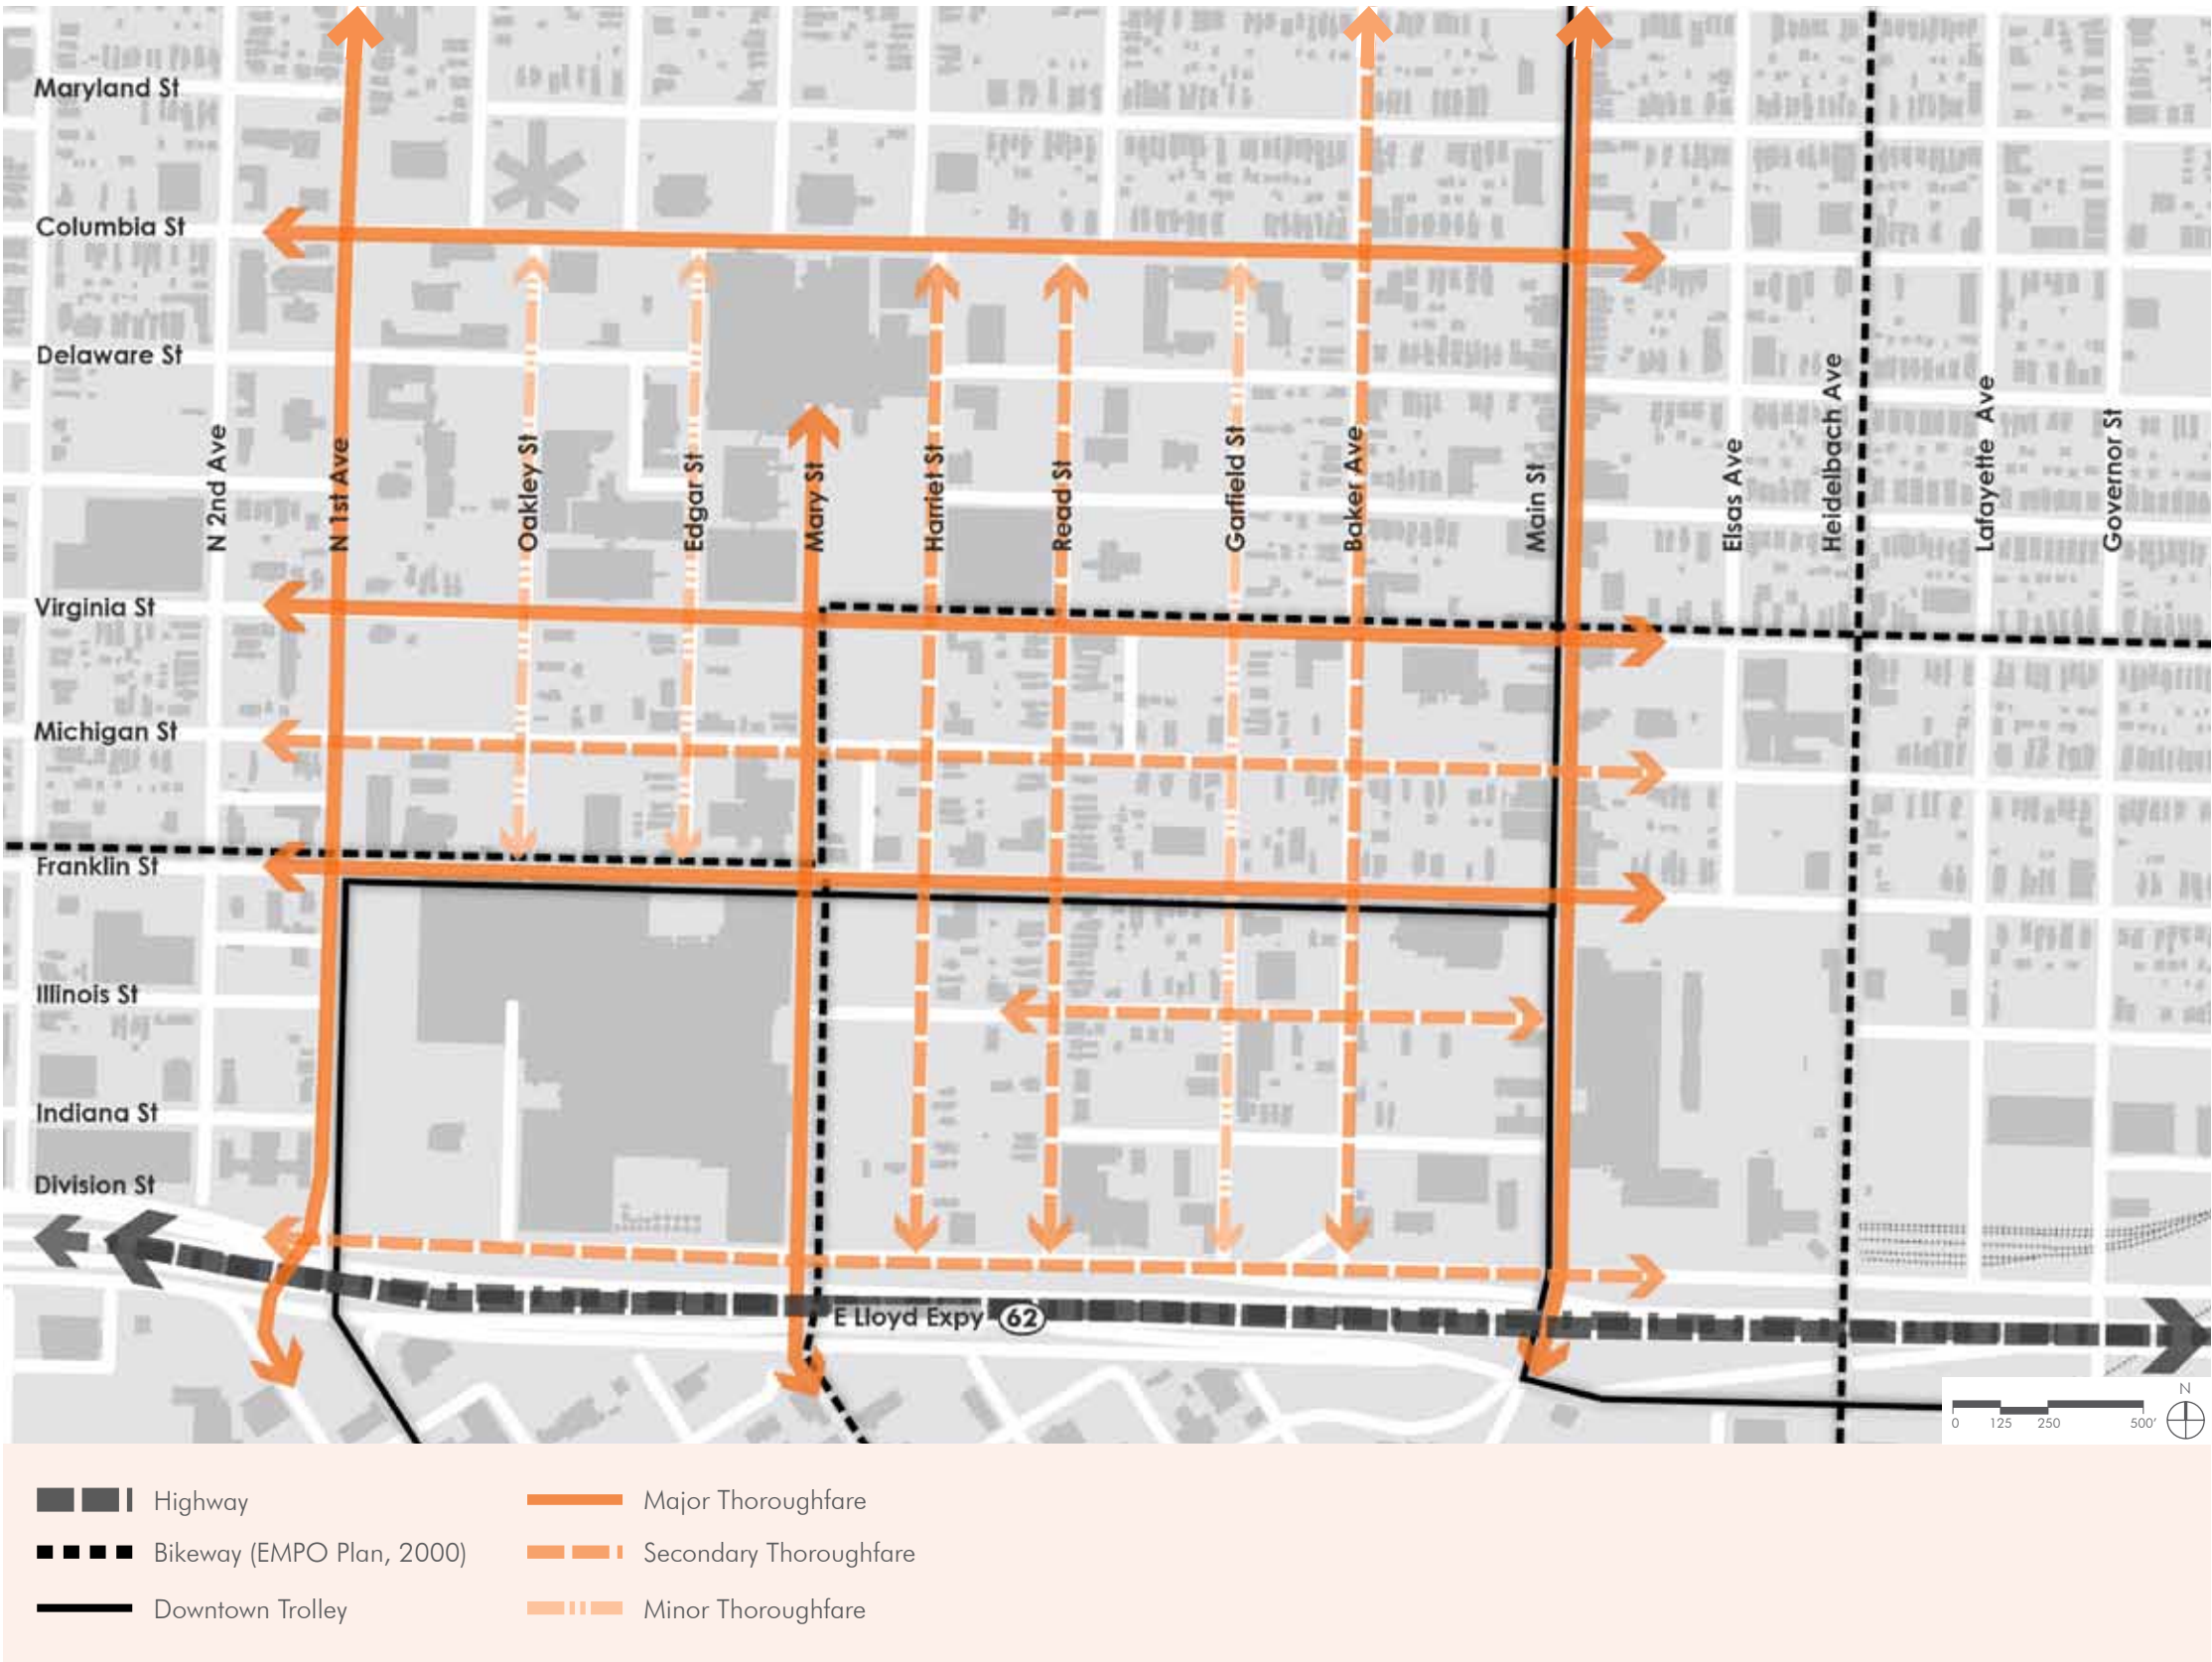 Maryland St
Columbia St
Delaware St
N 2nd Ave
N 1st Ave
Oakley St
Edgar St
Mary St
Harriet St
Read St
Garfield St
Baker Ave
Main St
Elsas Ave
Heidelbach Ave
Lafayette Ave
Governor St
Virginia St
Michigan St
Franklin St
Illinois St
Indiana St
Division St
E Lloyd Expy 62
N
0 125 250 500'
Highway
Major Thoroughfare
Bikeway (EMPO Plan, 2000)
Secondary Thoroughfare
Downtown Trolley
Minor Thoroughfare